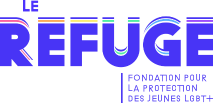 LE
REFUGE
FONDATION POUR
LA PROTECTION
DES JEUNES LGBT+